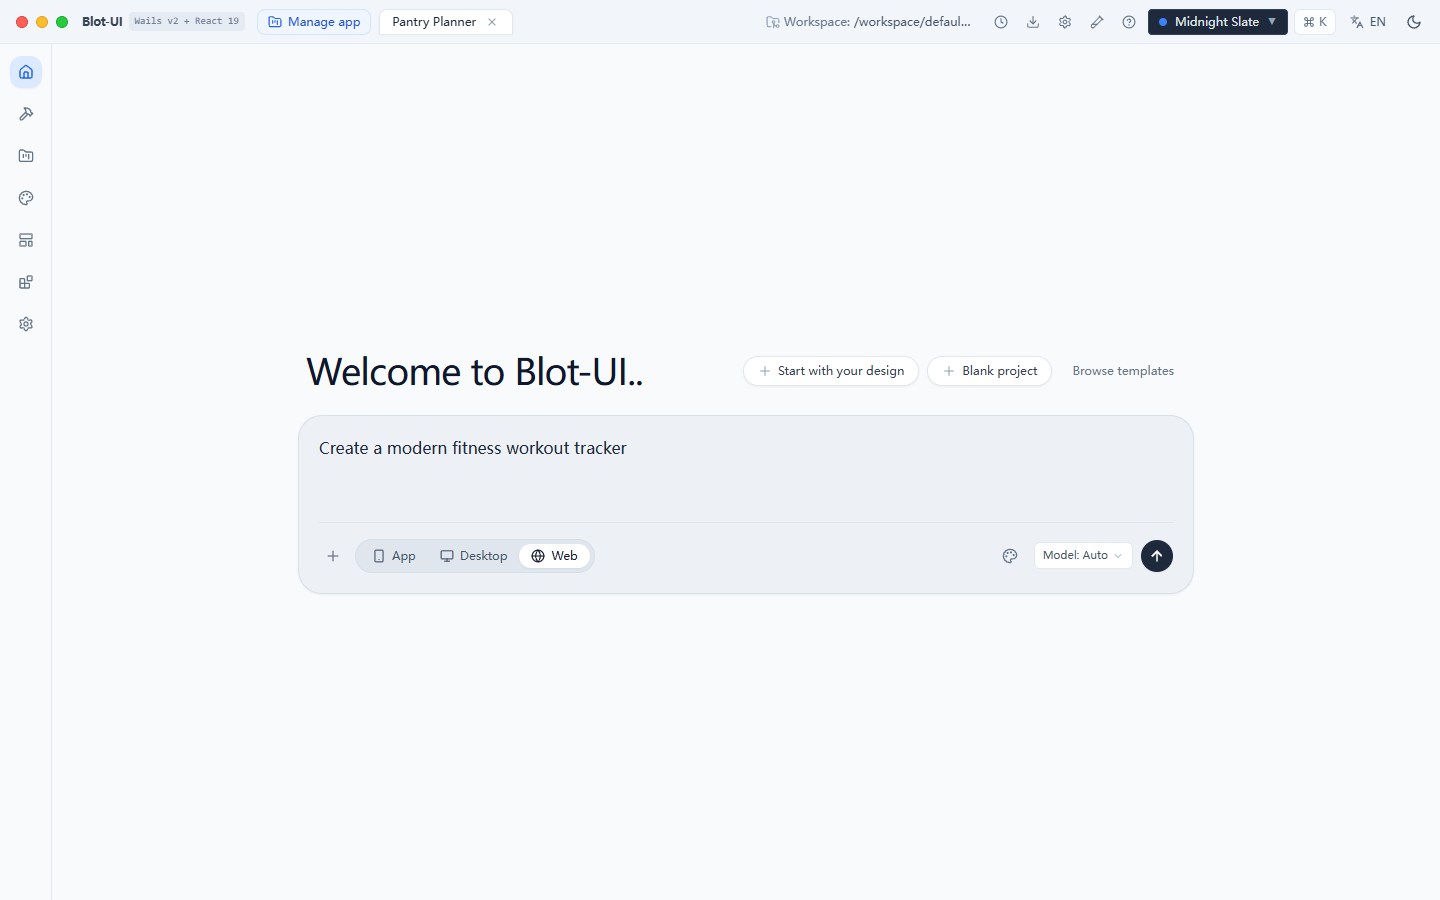 Blot-UI Wails v2 + React 19 Manage app Pantry Planner Workspace: /workspace/defaul... Midnight Slate ⌘ K EN
Welcome to Blot-UI.. Start with your design Blank project Browse templates
Create a modern fitness workout tracker
App Desktop Web Model: Auto